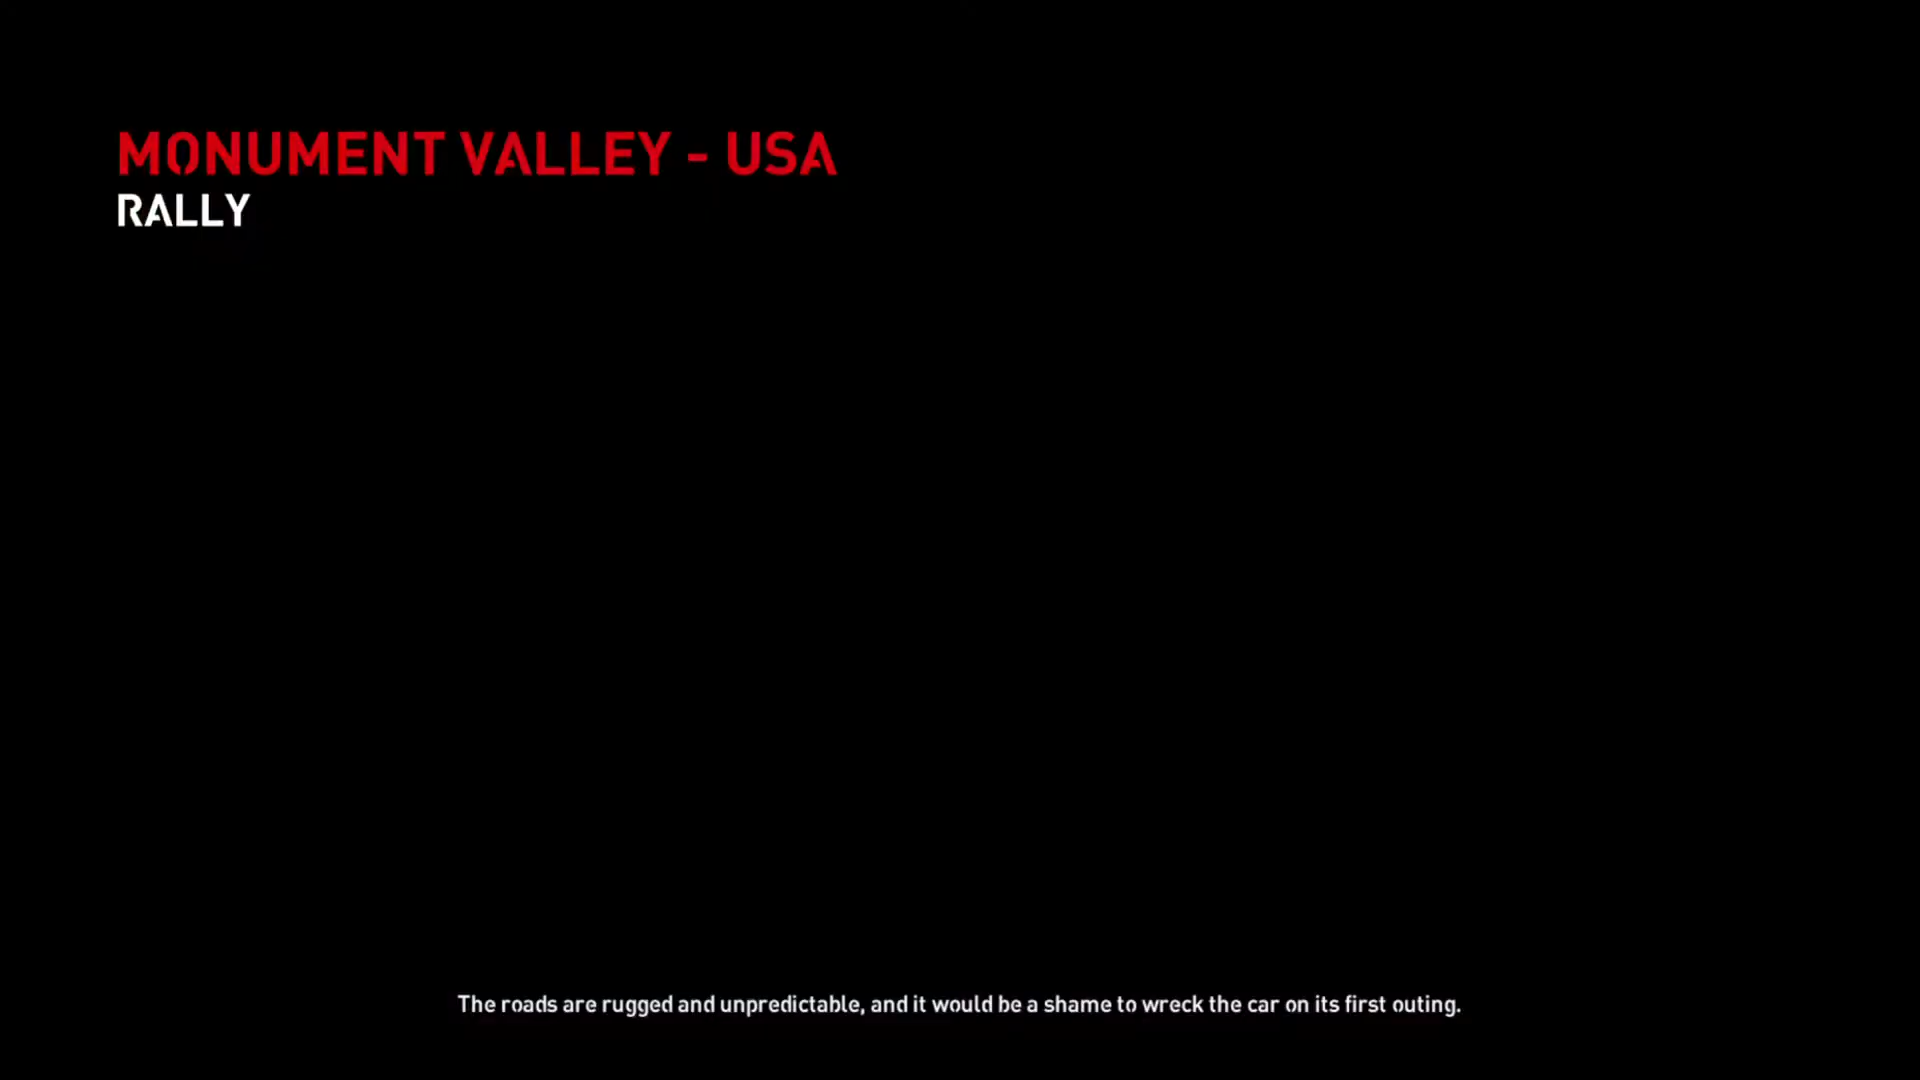 MONUMENT VALLEY - USA
RALLY
The roads are rugged and unpredictable, and it would be a shame to wreck the car on its first outing.